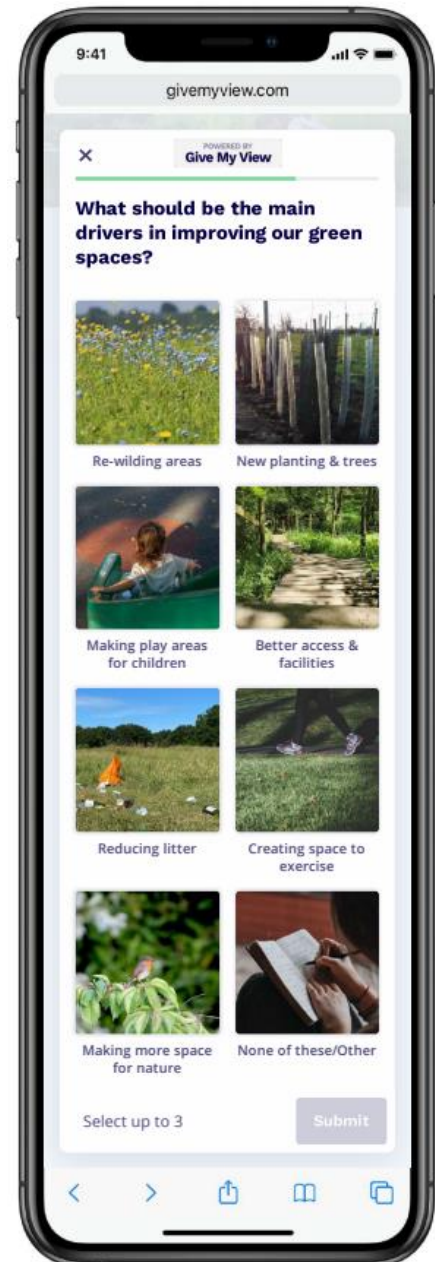 9:41
givemyview.com
POWERED BY
Give My View
What should be the main
drivers in improving our green
spaces?
Re-wilding areas
New planting & trees
Making play areas
for children
Better access &
facilities
Reducing litter
Creating space to
exercise
Making more space
for nature
None of these/Other
Select up to 3
Submit